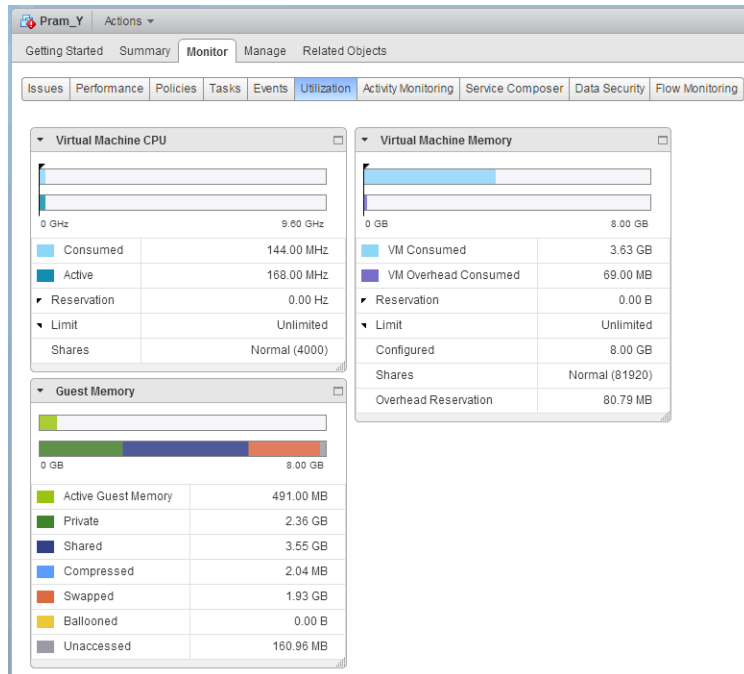 Pram_Y Actions
Getting Started Summary Monitor Manage Related Objects
Issues Performance Policies Tasks Events Utilization Activity Monitoring Service Composer Data Security Flow Monitoring
Virtual Machine CPU
0 GHz 9.60 GHz
Consumed 144.00 MHz
Active 168.00 MHz
Reservation 0.00 Hz
Limit Unlimited
Shares Normal (4000)
Guest Memory
0 GB 8.00 GB
Active Guest Memory 491.00 MB
Private 2.36 GB
Shared 3.55 GB
Compressed 2.04 MB
Swapped 1.93 GB
Ballooned 0.00 B
Unaccessed 160.96 MB
Virtual Machine Memory
0 GB 8.00 GB
VM Consumed 3.63 GB
VM Overhead Consumed 69.00 MB
Reservation 0.00 B
Limit Unlimited
Configured 8.00 GB
Shares Normal (81920)
Overhead Reservation 80.79 MB